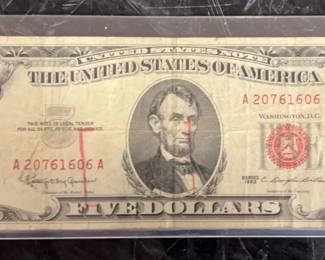 UNITED STATES NOTE
THE UNITED STATES OF AMERICA
A 20761606
THIS NOTE IS LEGAL TENDER
FOR ALL DEBTS, PUBLIC AND PRIVATE
WASHINGTON, D.C.
A 20761606 A
SERIES
1963
FIVE DOLLARS